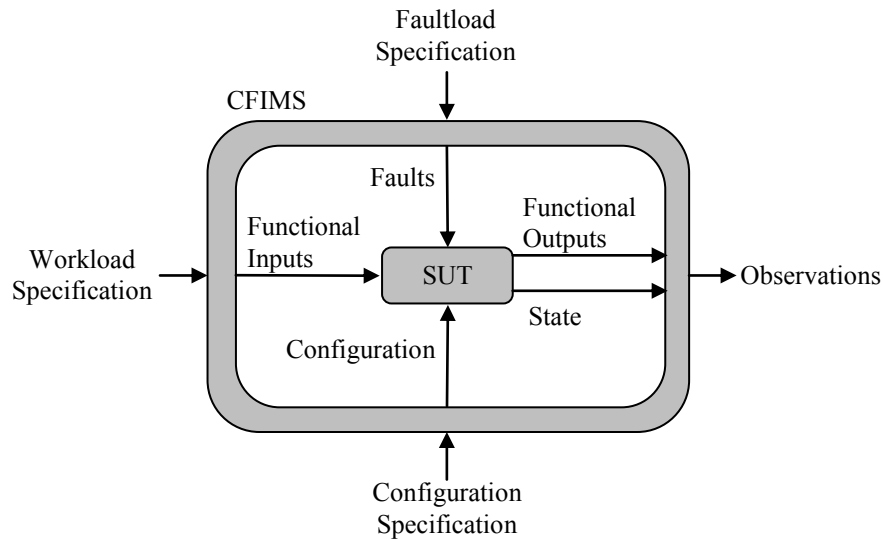 Faultload
Specification
CFIMS
Faults
Functional
Inputs
Functional
Outputs
Workload
Specification
SUT
Observations
State
Configuration
Configuration
Specification